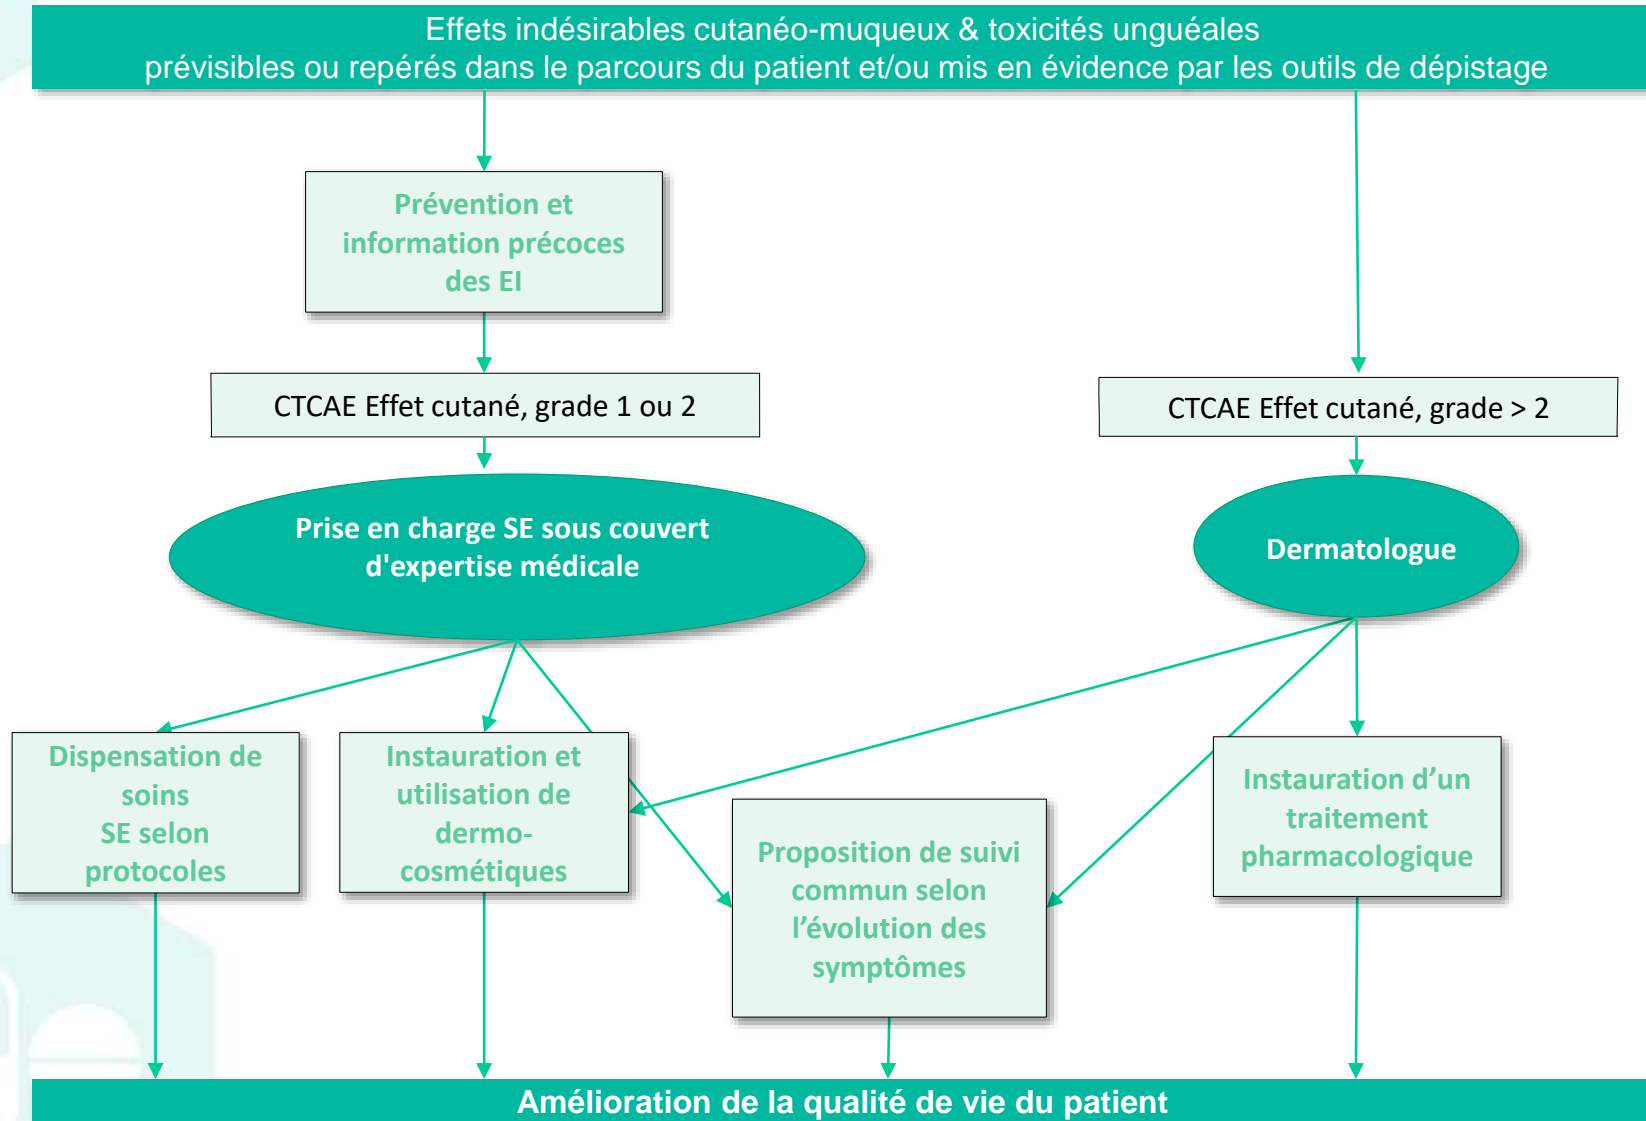 Effets indésirables cutanéo-muqueux & toxicités unguéales
prévisibles ou repérés dans le parcours du patient et/ou mis en évidence par les outils de dépistage
Prévention et
information précoces
des EI
CTCAE Effet cutané, grade 1 ou 2
CTCAE Effet cutané, grade > 2
Prise en charge SE sous couvert
d'expertise médicale
Dermatologue
Dispensation de
soins
SE selon
protocoles
Instauration et
utilisation de
dermo-
cosmétiques
Proposition de suivi
commun selon
l’évolution des
symptômes
Instauration d’un
traitement
pharmacologique
Amélioration de la qualité de vie du patient